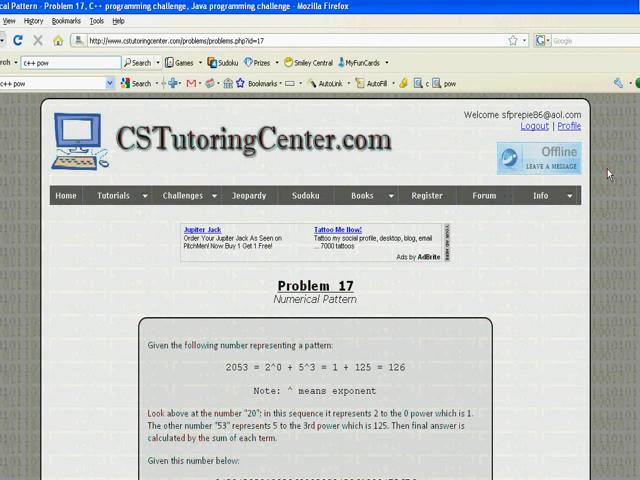 cal Pattern - Problem 17, C++ programming challenge, Java programming challenge - Mozilla Firefox
View History Bookmarks Tools Help
http://www.cstutoringcenter.com/problems/problems.php?id=17
Google
arch c++ pow Search Games Sudoku Prizes Smiley Central MyFunCards
c++ pow Search Bookmarks AutoLink AutoFill c pow
Welcome sfprepie86@aol.com
Logout | Profile
CSTutoringCenter.com
Offline
LEAVE A MESSAGE
Home Tutorials Challenges Jeopardy Sudoku Books Register Forum Info
Jupiter Jack
Order Your Jupiter Jack As Seen on
PitchMen! Now Buy 1 Get 1 Free!
Tattoo Me Now!
Tattoo my social profile, desktop, blog, email
... 7000 tattoos
Ads by AdBrite
Problem 17
Numerical Pattern
Given the following number representing a pattern:
2053 = 2^0 + 5^3 = 1 + 125 = 126
Note: ^ means exponent
Look above at the number "20"; in this sequence it represents 2 to the 0 power which is 1.
The other number "53" represents 5 to the 3rd power which is 125. Then final answer is
calculated by the sum of each term.
Given this number below: